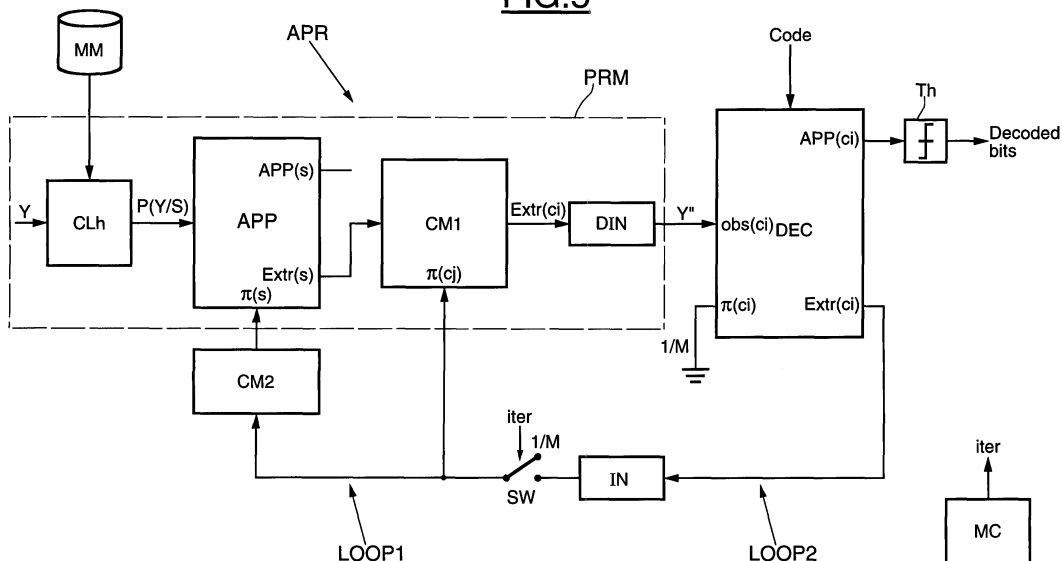 FIG.5
MM
APR
PRM
Code
Th
Y
CLh
P(Y/S)
APP
APP(s)
Extr(s)
π(s)
CM1
π(cj)
Extr(ci)
DIN
Y"
obs(ci)
DEC
APP(ci)
π(ci)
Extr(ci)
Decoded
bits
1/M
CM2
iter
1/M
SW
IN
LOOP1
LOOP2
iter
MC